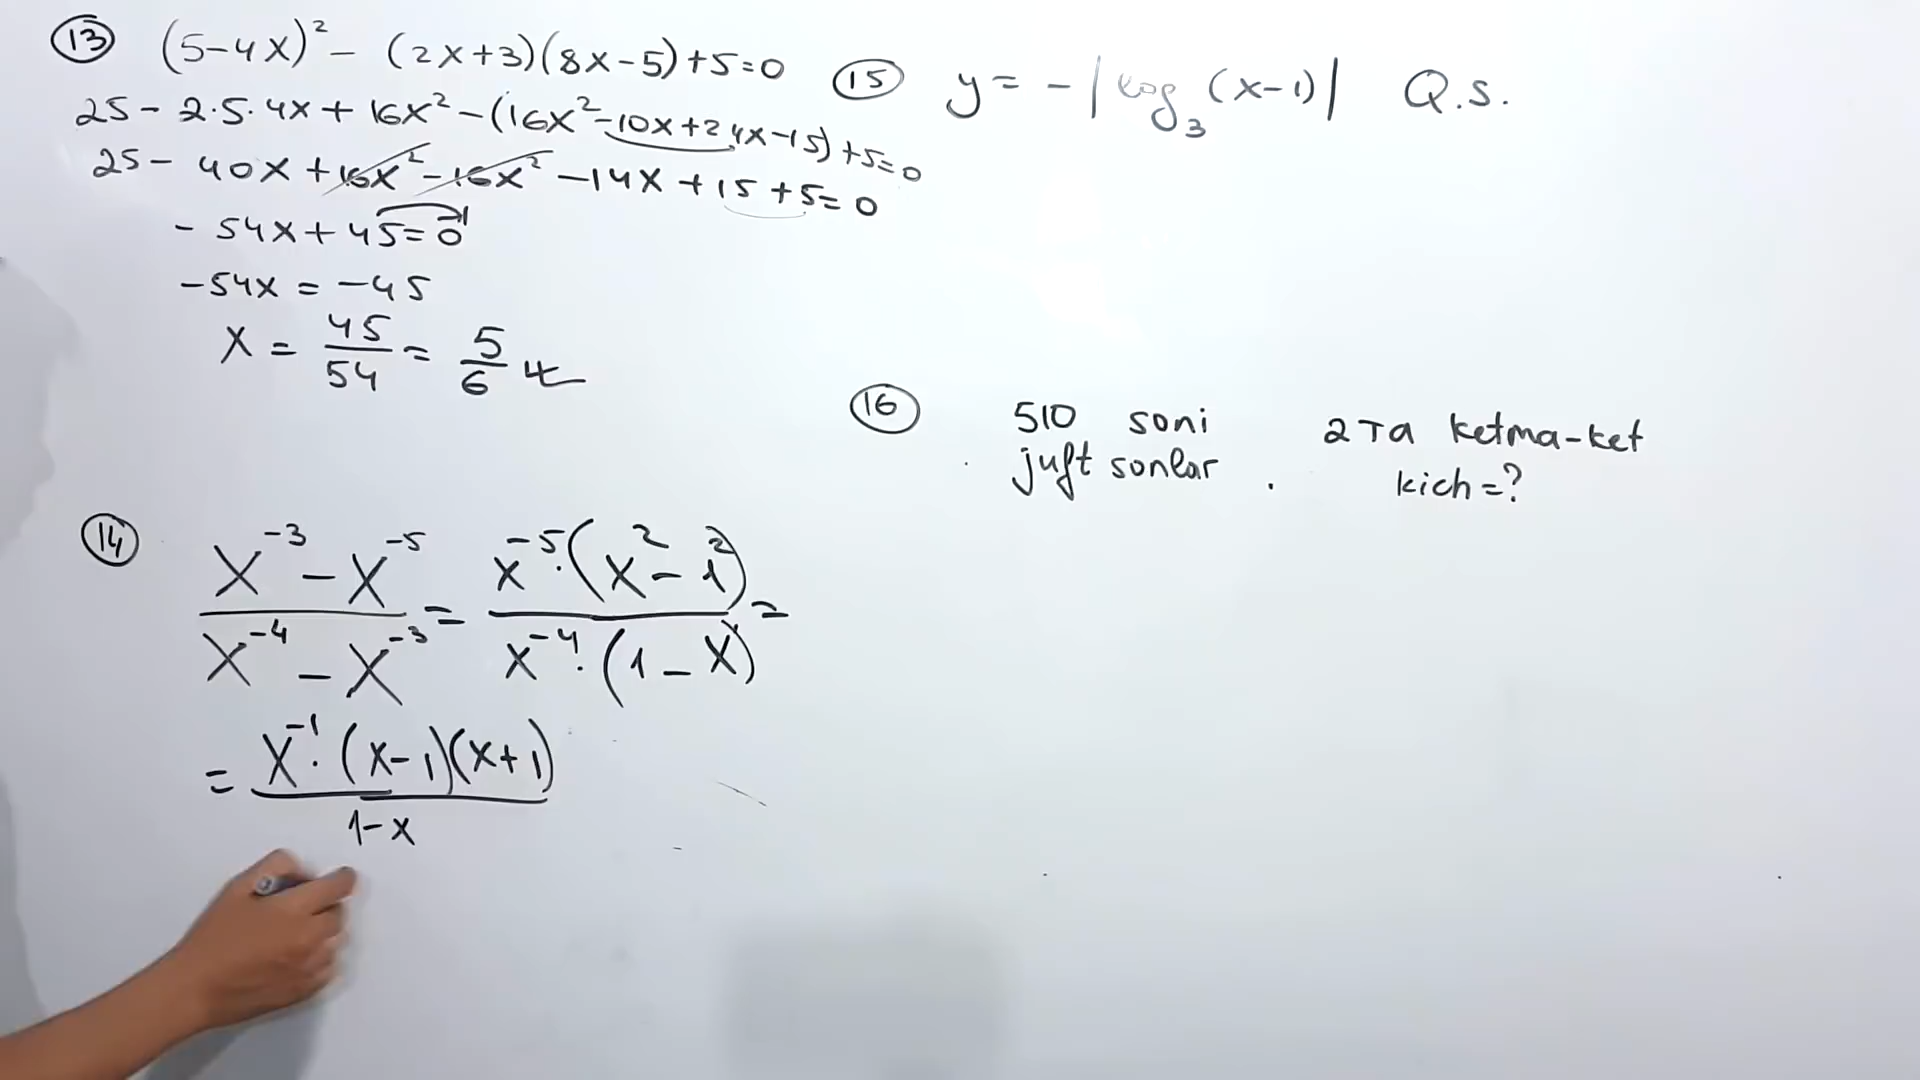 13 (5-4x)² - (2x+3)(8x-5)+5=0
25 - 2·5·4x + 16x² - (16x² - 10x + 24x - 15) + 5 = 0
25 - 40x + 16x² - 16x² - 14x + 15 + 5 = 0
- 54x + 45 = 0
-54x = -45
x = 45/54 = 5/6
14 (x⁻³ - x⁻⁵)/(x⁻⁴ - x⁻³) = (x⁻⁵·(x² - 1²))/(x⁻⁴·(1 - x)) =
= (x⁻¹·(x-1)(x+1))/(1-x)
15 y = -|log₃(x-1)| Q.s.
16 510 soni 2 ta ketma-ket
juft sonlar . kich=?